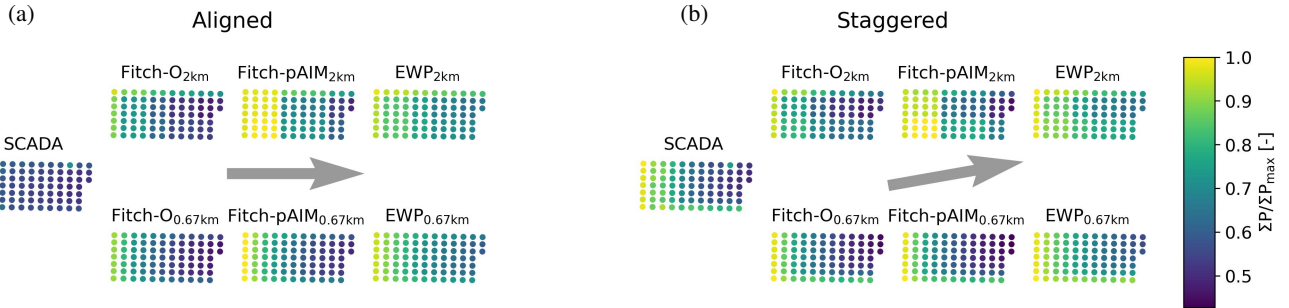 (a)
Aligned
Fitch-O2km
Fitch-pAIM2km
EWP2km
SCADA
Fitch-O0.67km
Fitch-pAIM0.67km
EWP0.67km
(b)
Staggered
Fitch-O2km
Fitch-pAIM2km
EWP2km
SCADA
Fitch-O0.67km
Fitch-pAIM0.67km
EWP0.67km
1.0
0.9
0.8
0.7
0.6
0.5
ΣP/ΣPmax [-]